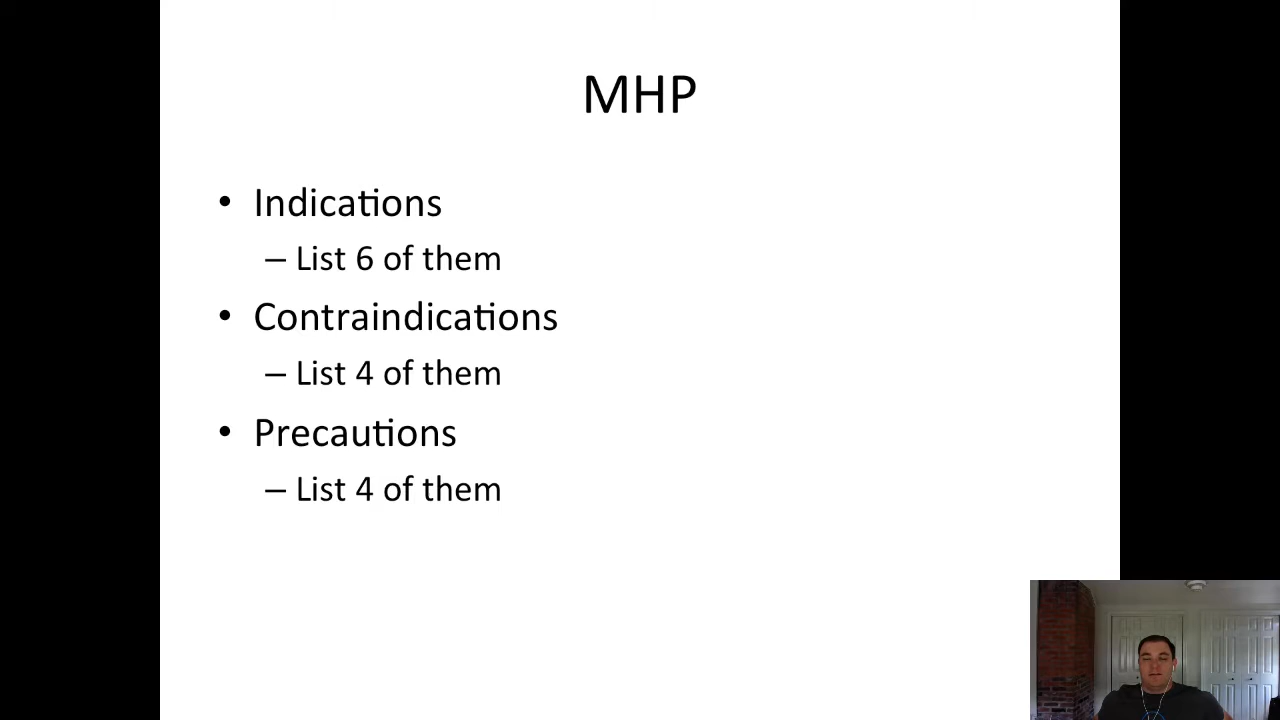 MHP
• Indications
– List 6 of them
• Contraindications
– List 4 of them
• Precautions
– List 4 of them